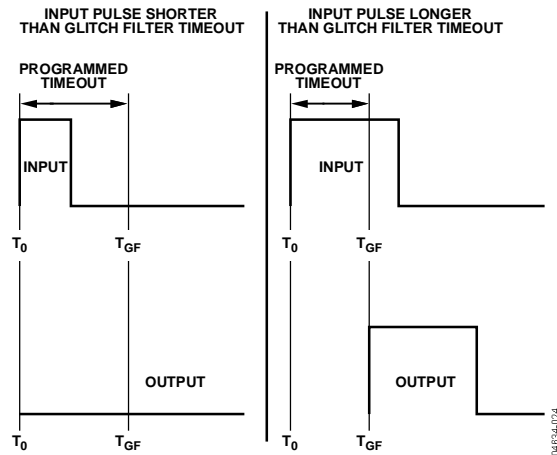 INPUT PULSE SHORTER
THAN GLITCH FILTER TIMEOUT
PROGRAMMED
TIMEOUT
INPUT
T0
TGF
OUTPUT
T0
TGF
INPUT PULSE LONGER
THAN GLITCH FILTER TIMEOUT
PROGRAMMED
TIMEOUT
INPUT
T0
TGF
OUTPUT
T0
TGF
04634-024